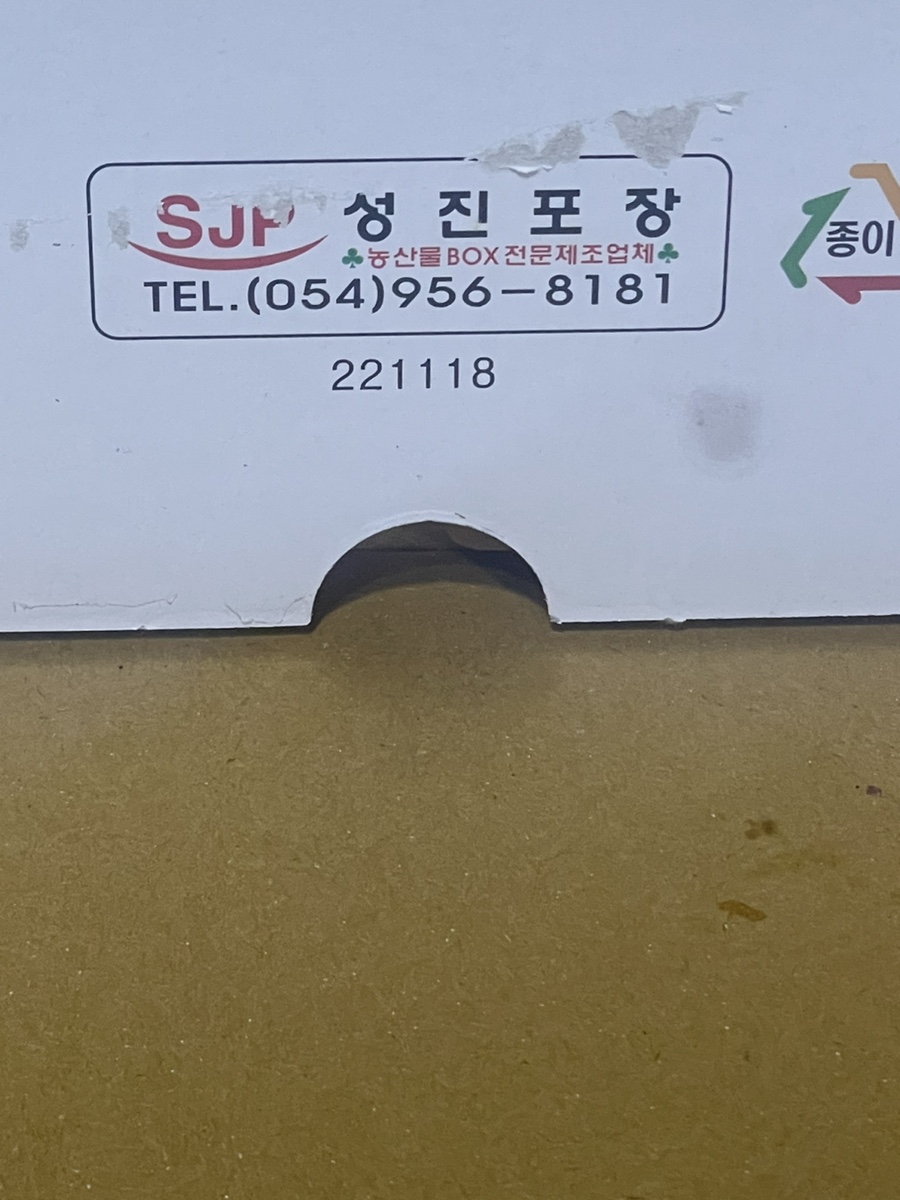 SJP 성진포장
♣농산물BOX전문제조업체♣
TEL.(054)956-8181
221118
종이